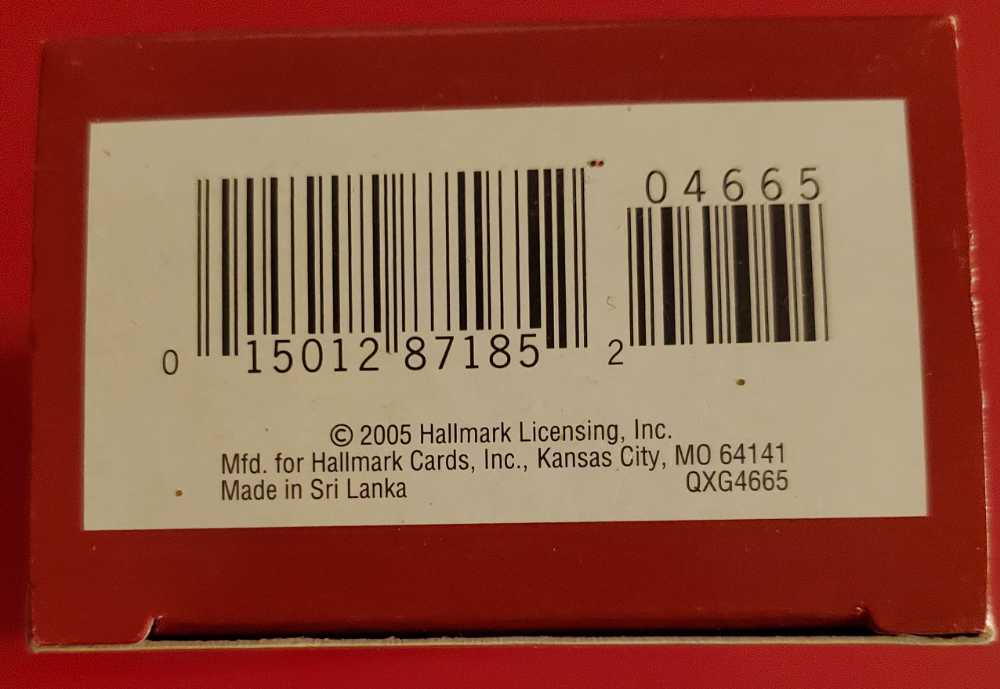 04665
0 15012 87185 2
© 2005 Hallmark Licensing, Inc.
Mfd. for Hallmark Cards, Inc., Kansas City, MO 64141
Made in Sri Lanka QXG4665